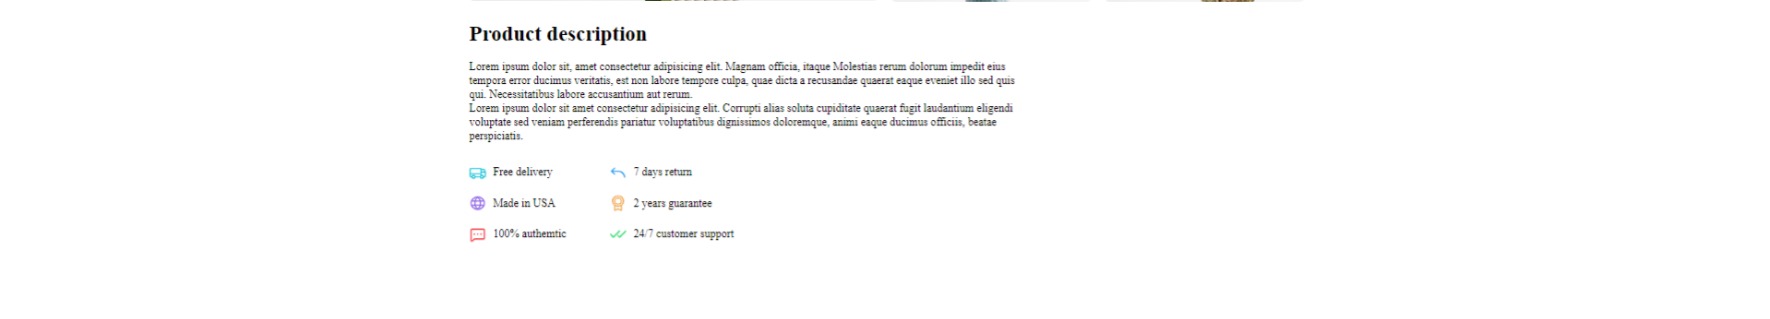 Product description
Lorem ipsum dolor sit, amet consectetur adipisicing elit. Magnam officia, itaque Molestias rerum dolorum impedit eius
tempora error ducimus veritatis, est non labore tempore culpa, quae dicta a recusandae quaerat eaque eveniet illo sed quis
qui. Necessitatibus labore accusantium aut rerum.
Lorem ipsum dolor sit amet consectetur adipisicing elit. Corrupti alias soluta cupiditate quaerat fugit laudantium eligendi
voluptate sed veniam perferendis pariatur voluptatibus dignissimos doloremque, animi eaque ducimus officiis, beatae
perspiciatis.
Free delivery
7 days return
Made in USA
2 years guarantee
100% authemtic
24/7 customer support